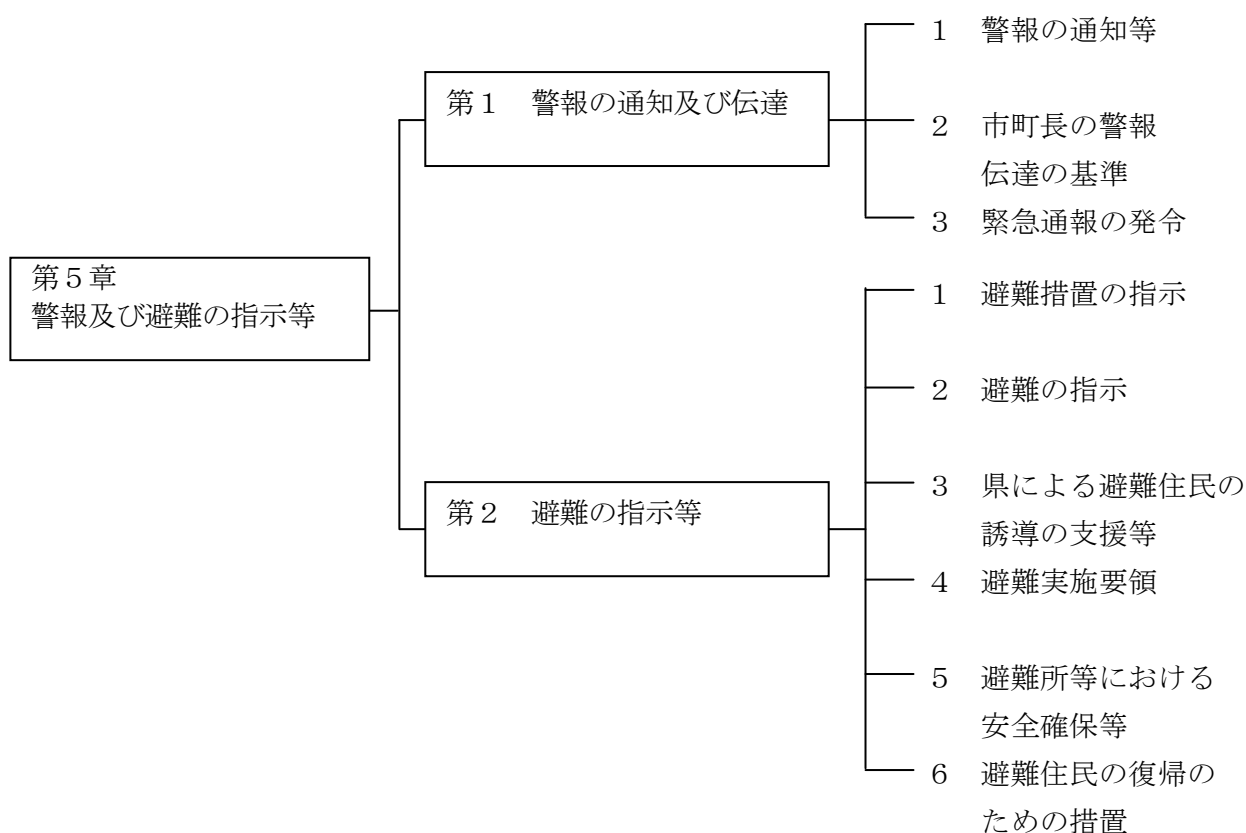 第５章
警報及び避難の指示等
第１　警報の通知及び伝達
１　警報の通知等
２　市町長の警報
伝達の基準
３　緊急通報の発令
第２　避難の指示等
１　避難措置の指示
２　避難の指示
３　県による避難住民の
誘導の支援等
４　避難実施要領
５　避難所等における
安全確保等
６　避難住民の復帰の
ための措置